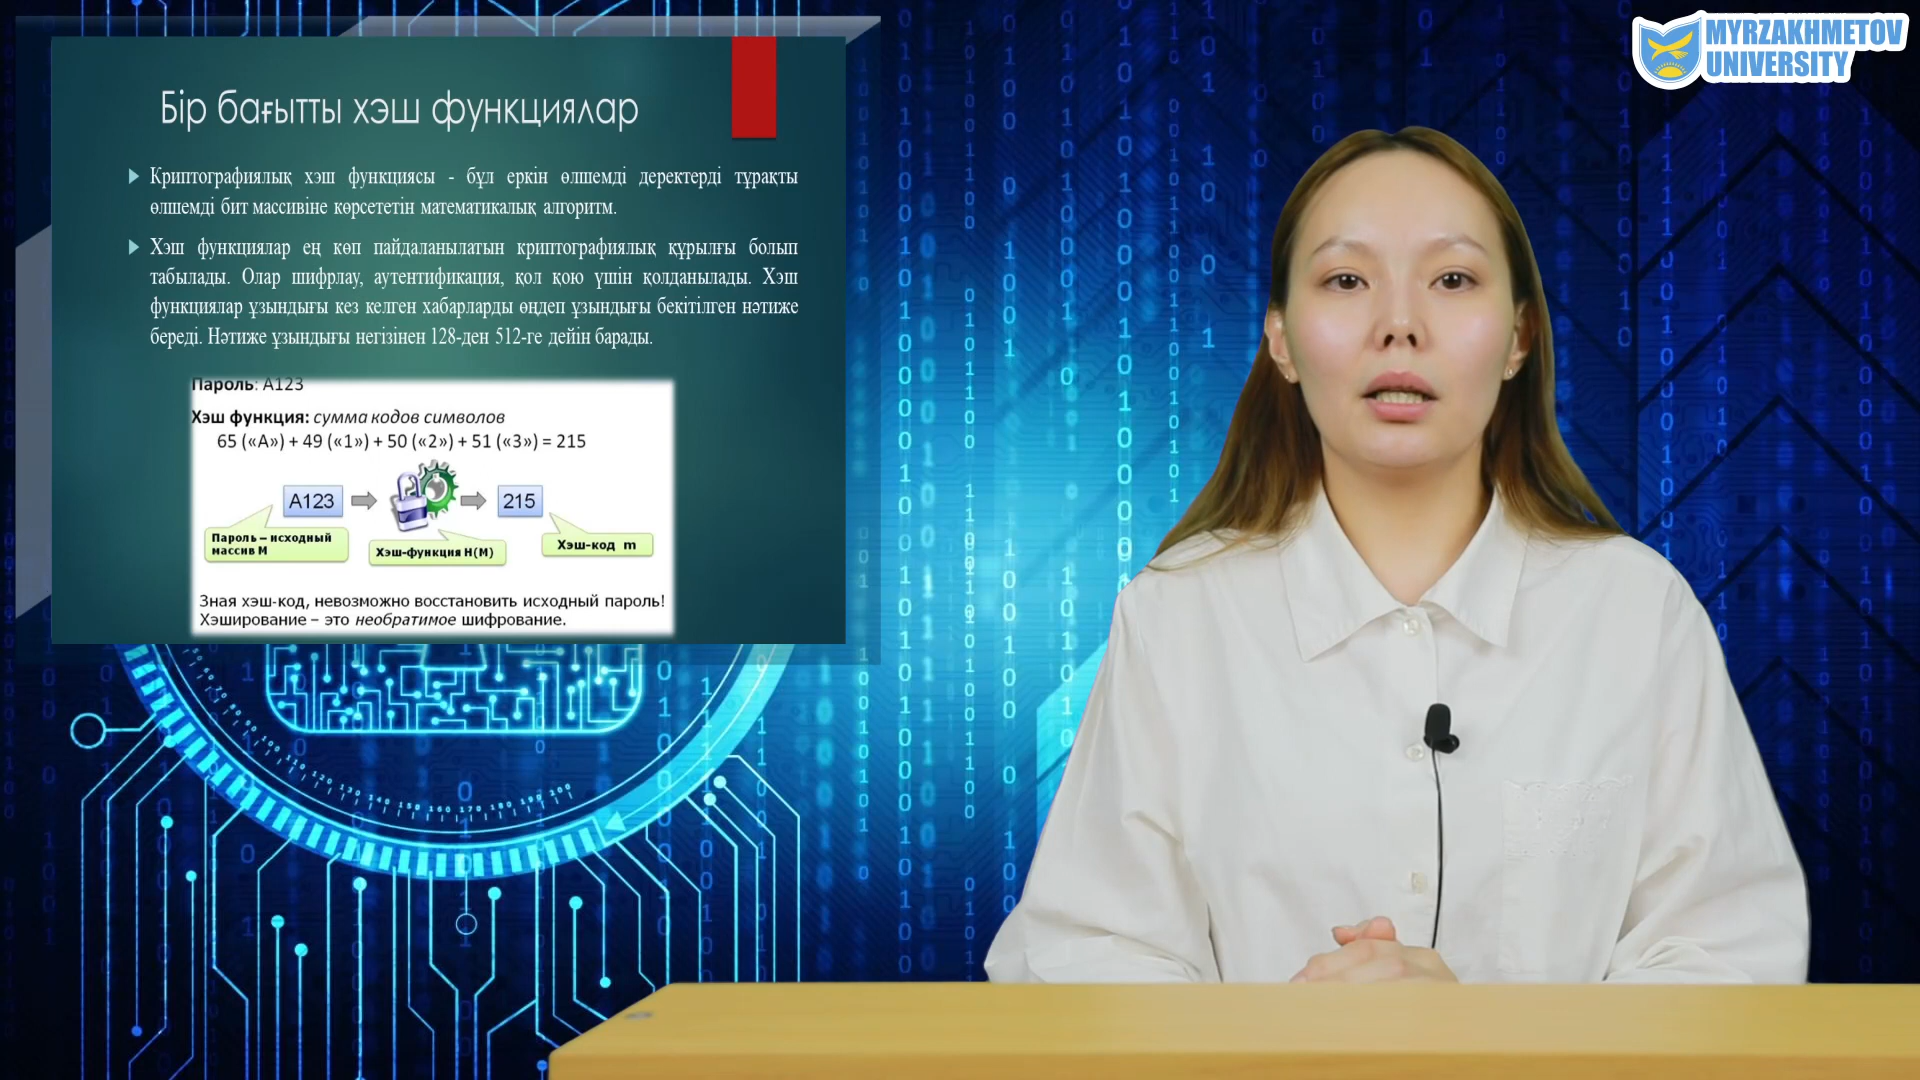 MYRZAKHMETOV
UNIVERSITY
Бір бағытты хэш функциялар
Криптографиялық хэш функциясы - бұл еркін өлшемді деректерді тұрақты
өлшемді бит массивіне көрсететін математикалық алгоритм.
Хэш функциялар ең көп пайдаланылатын криптографиялық құрылғы болып
табылады. Олар шифрлау, аутентификация, қол қою үшін қолданылады. Хэш
функциялар ұзындығы кез келген хабарларды өңдеп ұзындығы бекітілген нәтиже
береді. Нәтиже ұзындығы негізінен 128-ден 512-ге дейін барады.
Пароль: A123
Хэш функция: сумма кодов символов
65 («A») + 49 («1») + 50 («2») + 51 («3») = 215
A123
215
Пароль – исходный
массив M
Хэш-функция H(M)
Хэш-код m
Зная хэш-код, невозможно восстановить исходный пароль!
Хэширование – это необратимое шифрование.